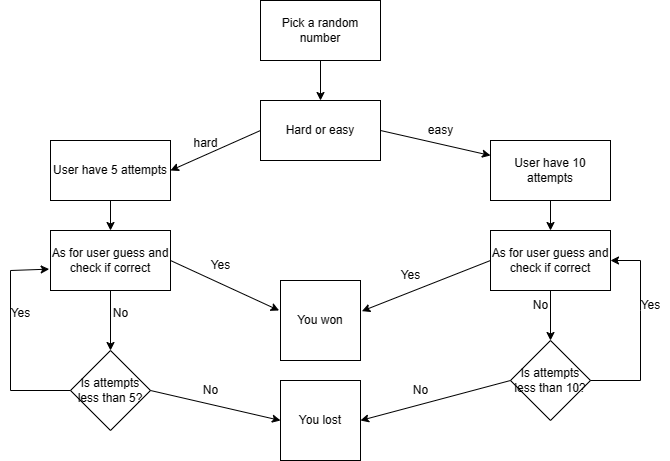 Pick a random
number
Hard or easy
hard
easy
User have 5 attempts
User have 10
attempts
As for user guess and
check if correct
As for user guess and
check if correct
Yes
Yes
You won
Yes
No
No
Yes
Is attempts
less than 5?
Is attempts
less than 10?
No
No
You lost